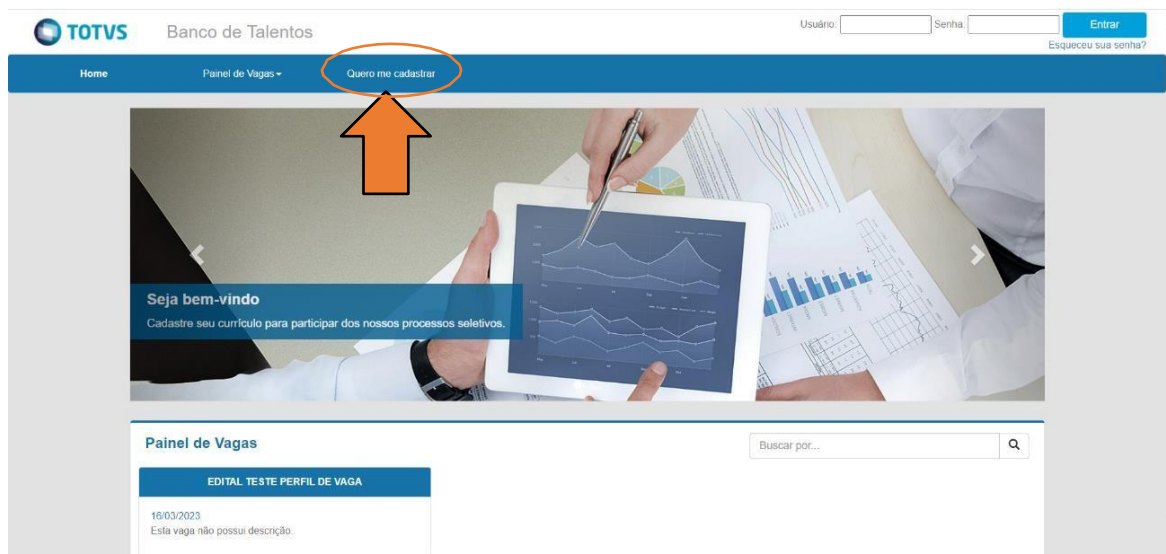 TOTVS
Banco de Talentos
Usuário:
Senha:
Entrar
Esqueceu sua senha?
Home
Painel de Vagas
Quero me cadastrar
Seja bem-vindo
Cadastre seu currículo para participar dos nossos processos seletivos.
Painel de Vagas
Buscar por...
EDITAL TESTE PERFIL DE VAGA
16/03/2023
Esta vaga não possui descrição.